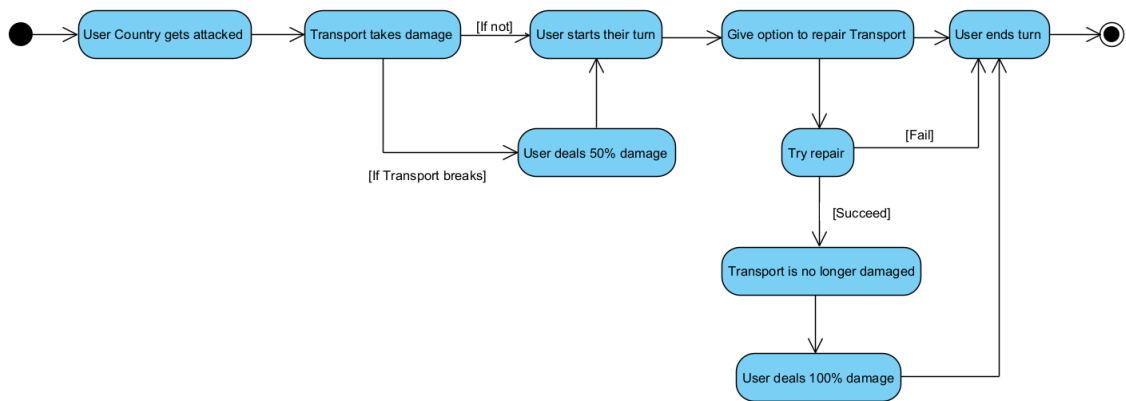 User Country gets attacked
Transport takes damage
[If not]
User starts their turn
Give option to repair Transport
User ends turn
User deals 50% damage
[If Transport breaks]
Try repair
[Fail]
[Succeed]
Transport is no longer damaged
User deals 100% damage